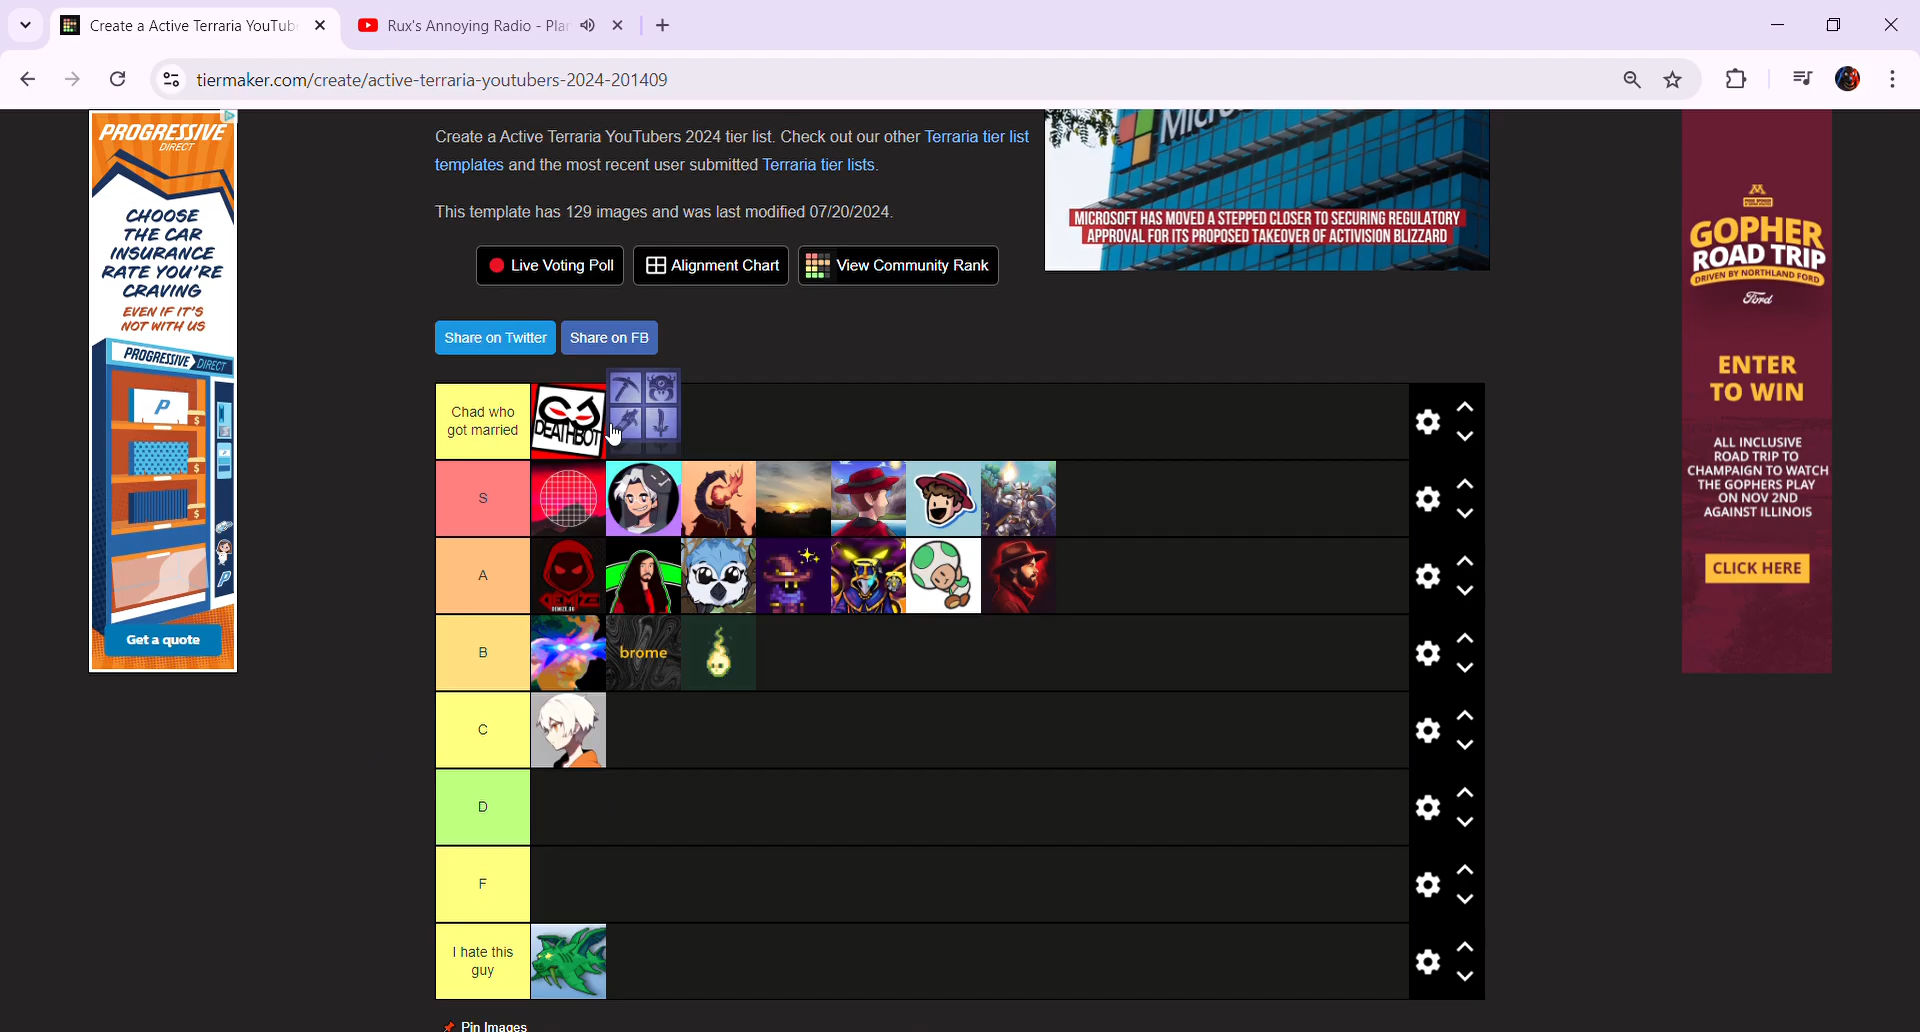 Create a Active Terraria YouTub
Rux's Annoying Radio - Pla
tiermaker.com/create/active-terraria-youtubers-2024-201409
PROGRESSIVE
DIRECT
CHOOSE
THE CAR
INSURANCE
RATE YOU'RE
CRAVING
EVEN IF IT'S
NOT WITH US
PROGRESSIVE DIRECT
P
P
Get a quote
Create a Active Terraria YouTubers 2024 tier list. Check out our other Terraria tier list
templates and the most recent user submitted Terraria tier lists.
This template has 129 images and was last modified 07/20/2024.
Live Voting Poll
Alignment Chart
View Community Rank
Share on Twitter
Share on FB
MICROSOFT HAS MOVED A STEPPED CLOSER TO SECURING REGULATORY
APPROVAL FOR ITS PROPOSED TAKEOVER OF ACTIVISION BLIZZARD
Chad who
got married
DEATHBOT
S
A
DEMIZE
B
brome
C
D
F
I hate this
guy
Pin Images
M
GOPHER
ROAD TRIP
DRIVEN BY NORTHLAND FORD
Ford
ENTER
TO WIN
ALL INCLUSIVE
ROAD TRIP TO
CHAMPAIGN TO WATCH
THE GOPHERS PLAY
ON NOV 2ND
AGAINST ILLINOIS
CLICK HERE